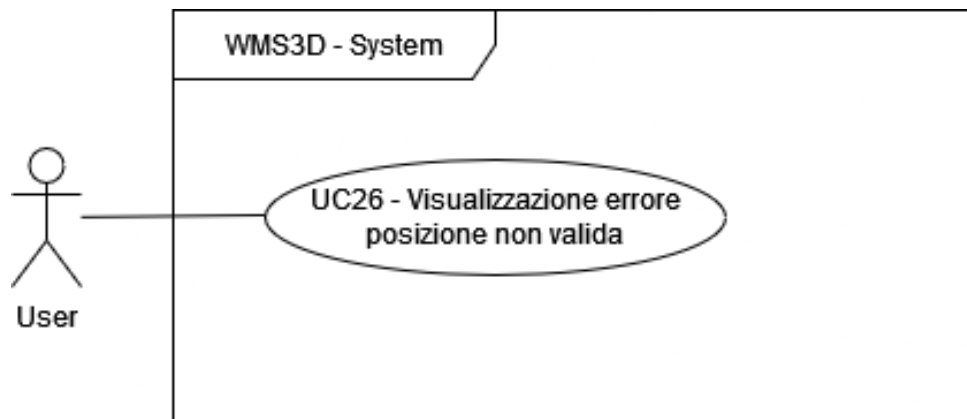 WMS3D - System
UC26 - Visualizzazione errore
posizione non valida
User